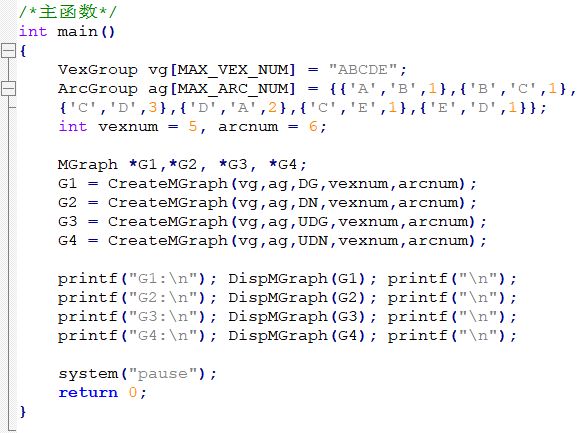 /*主函数*/
int main()
{
    VexGroup vg[MAX_VEX_NUM] = "ABCDE";
    ArcGroup ag[MAX_ARC_NUM] = {{'A','B',1},{'B','C',1},
    {'C','D',3},{'D','A',2},{'C','E',1},{'E','D',1}};
    int vexnum = 5, arcnum = 6;

    MGraph *G1,*G2, *G3, *G4;
    G1 = CreateMGraph(vg,ag,DG,vexnum,arcnum);
    G2 = CreateMGraph(vg,ag,DN,vexnum,arcnum);
    G3 = CreateMGraph(vg,ag,UDG,vexnum,arcnum);
    G4 = CreateMGraph(vg,ag,UDN,vexnum,arcnum);

    printf("G1:\n"); DispMGraph(G1); printf("\n");
    printf("G2:\n"); DispMGraph(G2); printf("\n");
    printf("G3:\n"); DispMGraph(G3); printf("\n");
    printf("G4:\n"); DispMGraph(G4); printf("\n");

    system("pause");
    return 0;
}